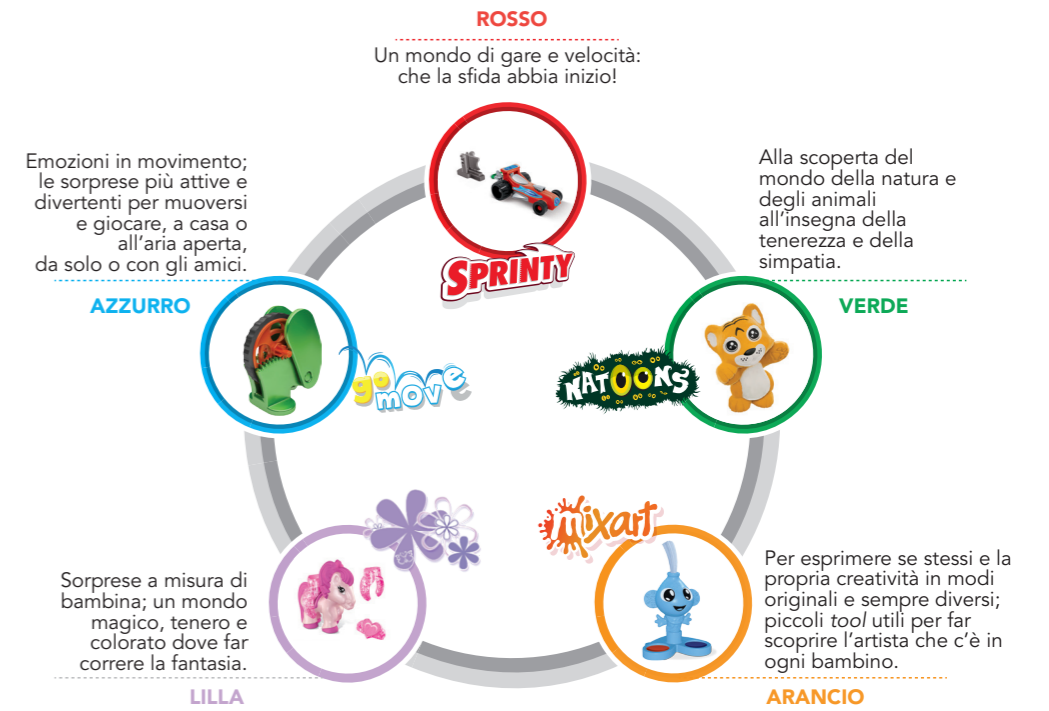 ROSSO
Un mondo di gare e velocità:
che la sfida abbia inizio!
SPRINTY
Emozioni in movimento;
le sorprese più attive e
divertenti per muoversi
e giocare, a casa o
all'aria aperta,
da solo o con gli amici.
AZZURRO
go
move
Alla scoperta del
mondo della natura e
degli animali
all'insegna della
tenerezza e della
simpatia.
VERDE
NATOONS
Sorprese a misura di
bambina; un mondo
magico, tenero e
colorato dove far
correre la fantasia.
LILLA
Mixart
Per esprimere se stessi e la
propria creatività in modi
originali e sempre diversi;
piccoli tool utili per far
scoprire l'artista che c'è in
ogni bambino.
ARANCIO